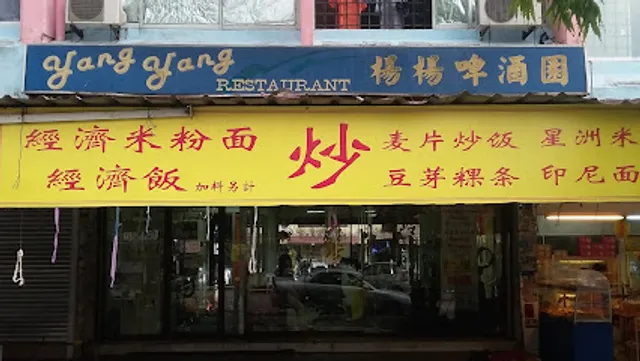 yang yang
RESTAURANT 楊楊啤酒園
經濟米粉面 炒 麦片炒饭 星洲米
經濟飯 加料另計 豆芽粿条 印尼面